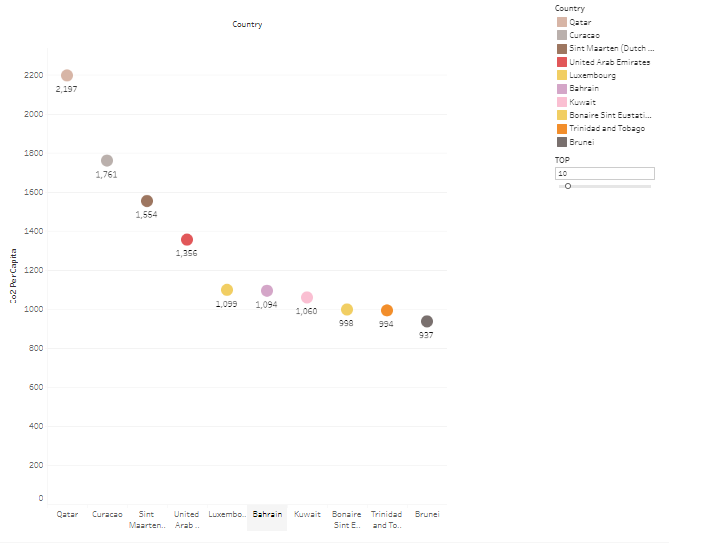 Country
Co2 PerCapita
2200
2000
1800
1600
1400
1200
1000
800
600
400
200
0
2,197
1,761
1,554
1,356
1,099
1,094
1,060
998
994
937
Qatar
Curacao
Sint
Maarten..
United
Arab ..
Luxembo..
Bahrain
Kuwait
Bonaire
Sint E..
Trinidad
and To..
Brunei
Country
Qatar
Curacao
Sint Maarten (Dutch ...
United Arab Emirates
Luxembourg
Bahrain
Kuwait
Bonaire Sint Eustati...
Trinidad and Tobago
Brunei
TOP
10